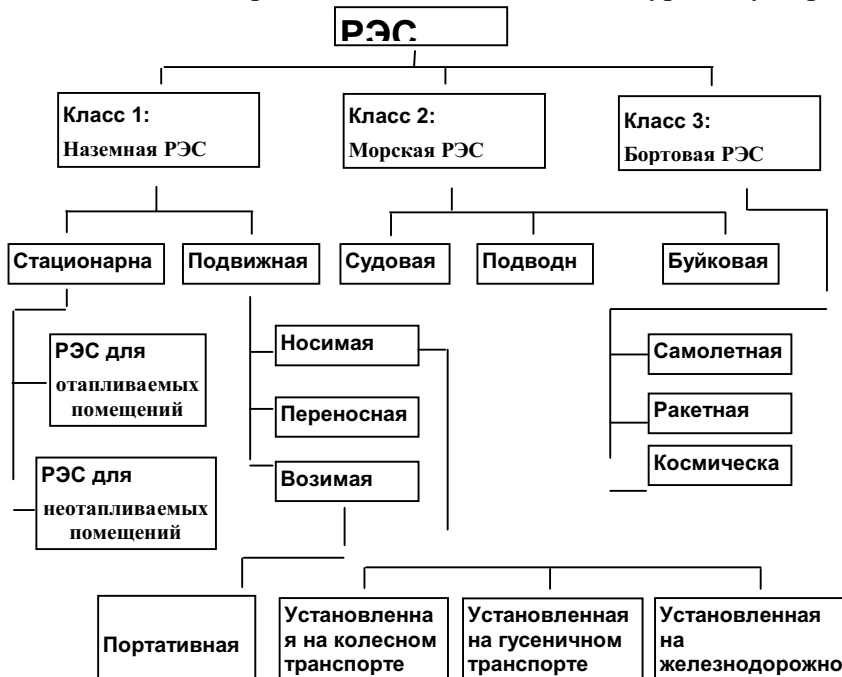 РЭС
Класс 1:
Наземная РЭС
Класс 2:
Морская РЭС
Класс 3:
Бортовая РЭС
Стационарна
Подвижная
Судовая
Подводн
Буйковая
РЭС для
отапливаемых
помещений
РЭС для
неотапливаемых
помещений
Носимая
Переносная
Возимая
Самолетная
Ракетная
Космическа
Портативная
Установленна
я на колесном
транспорте
Установленная
на гусеничном
транспорте
Установленная
на
железнодорожно